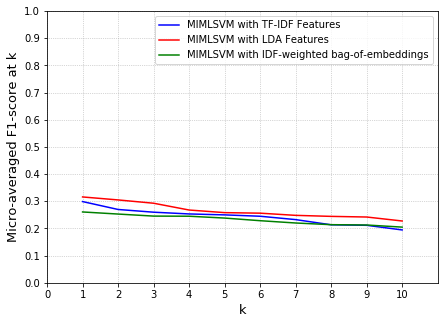 MIMLSVM with TF-IDF Features
MIMLSVM with LDA Features
MIMLSVM with IDF-weighted bag-of-embeddings
Micro-averaged F1-score at k
1.0
0.9
0.8
0.7
0.6
0.5
0.4
0.3
0.2
0.1
0.0
0 1 2 3 4 5 6 7 8 9 10
k